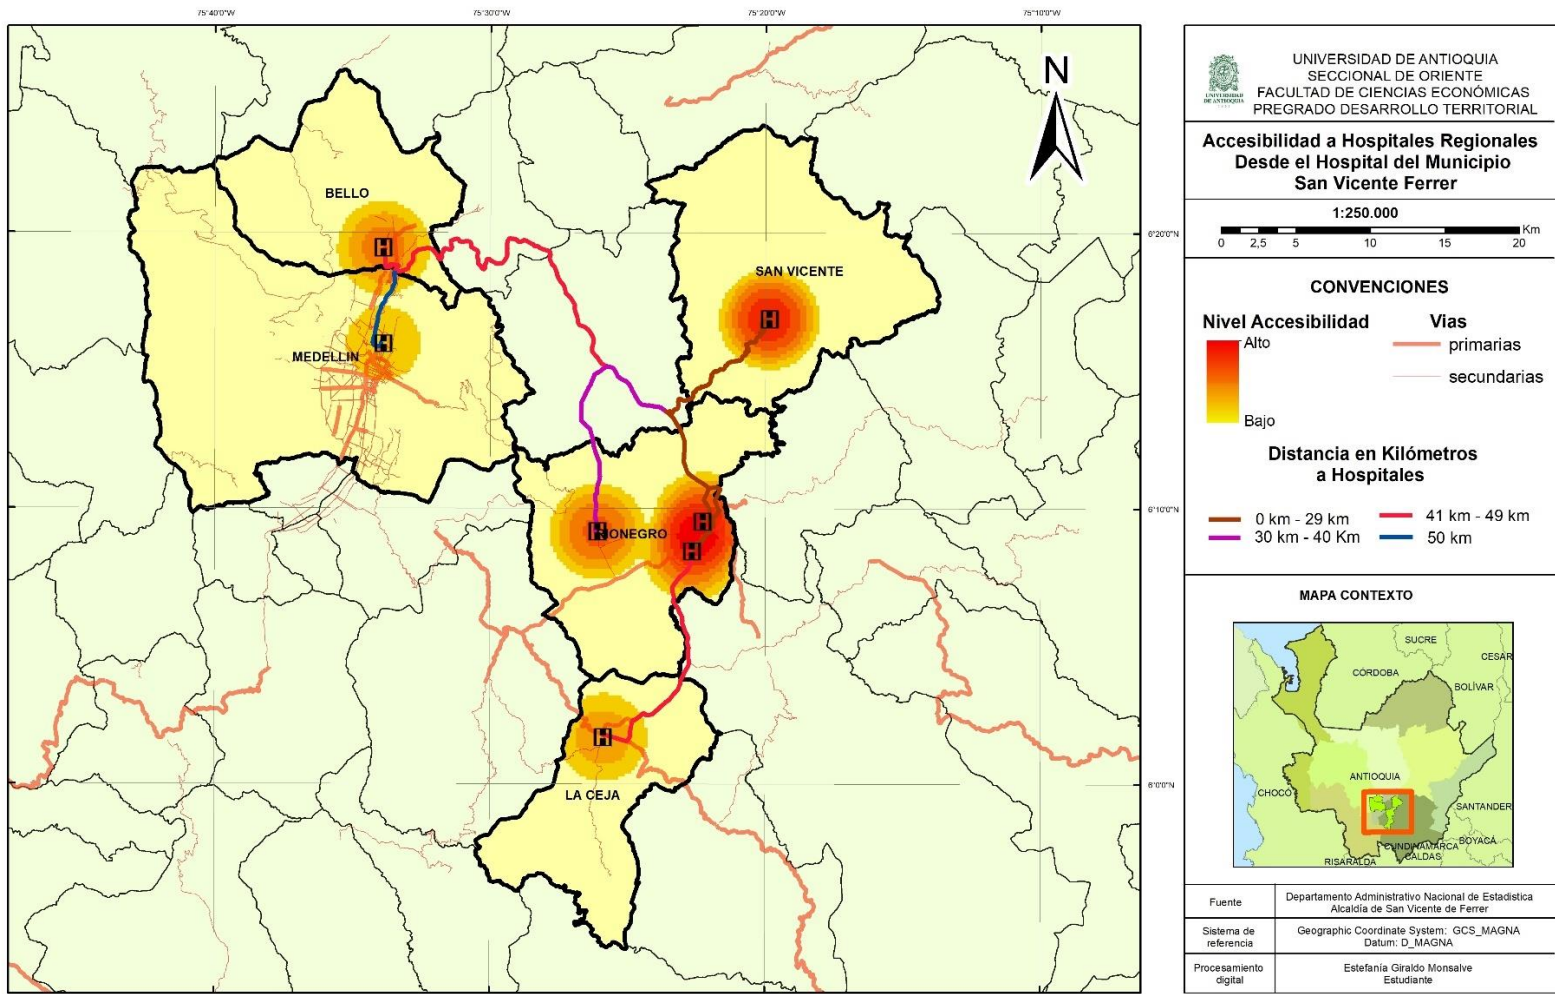 75°40'0"W
75°30'0"W
75°20'0"W
75°10'0"W
6°20'0"N
6°10'0"N
6°0'0"N
N
BELLO
H
SAN VICENTE
H
MEDELLIN
H
H
ONEGRO
H
H
H
LA CEJA
UNIVERSIDAD
DE ANTIOQUIA
UNIVERSIDAD DE ANTIOQUIA
SECCIONAL DE ORIENTE
FACULTAD DE CIENCIAS ECONÓMICAS
PREGRADO DESARROLLO TERRITORIAL
Accesibilidad a Hospitales Regionales
Desde el Hospital del Municipio
San Vicente Ferrer
1:250.000
0 2,5 5 10 15 20 Km
CONVENCIONES
Nivel Accesibilidad
Alto
Bajo
Vias
primarias
secundarias
Distancia en Kilómetros
a Hospitales
0 km - 29 km
30 km - 40 Km
41 km - 49 km
50 km
MAPA CONTEXTO
SUCRE
CESAR
CÓRDOBA
BOLÍVAR
ANTIOQUIA
CHOCÓ
SANTANDER
BOYACÁ
CUNDINAMARCA
CALDAS
RISARALDA
Fuente
Departamento Administrativo Nacional de Estadistica
Alcaldía de San Vicente de Ferrer
Sistema de
referencia
Geographic Coordinate System: GCS_MAGNA
Datum: D_MAGNA
Procesamiento
digital
Estefanía Giraldo Monsalve
Estudiante